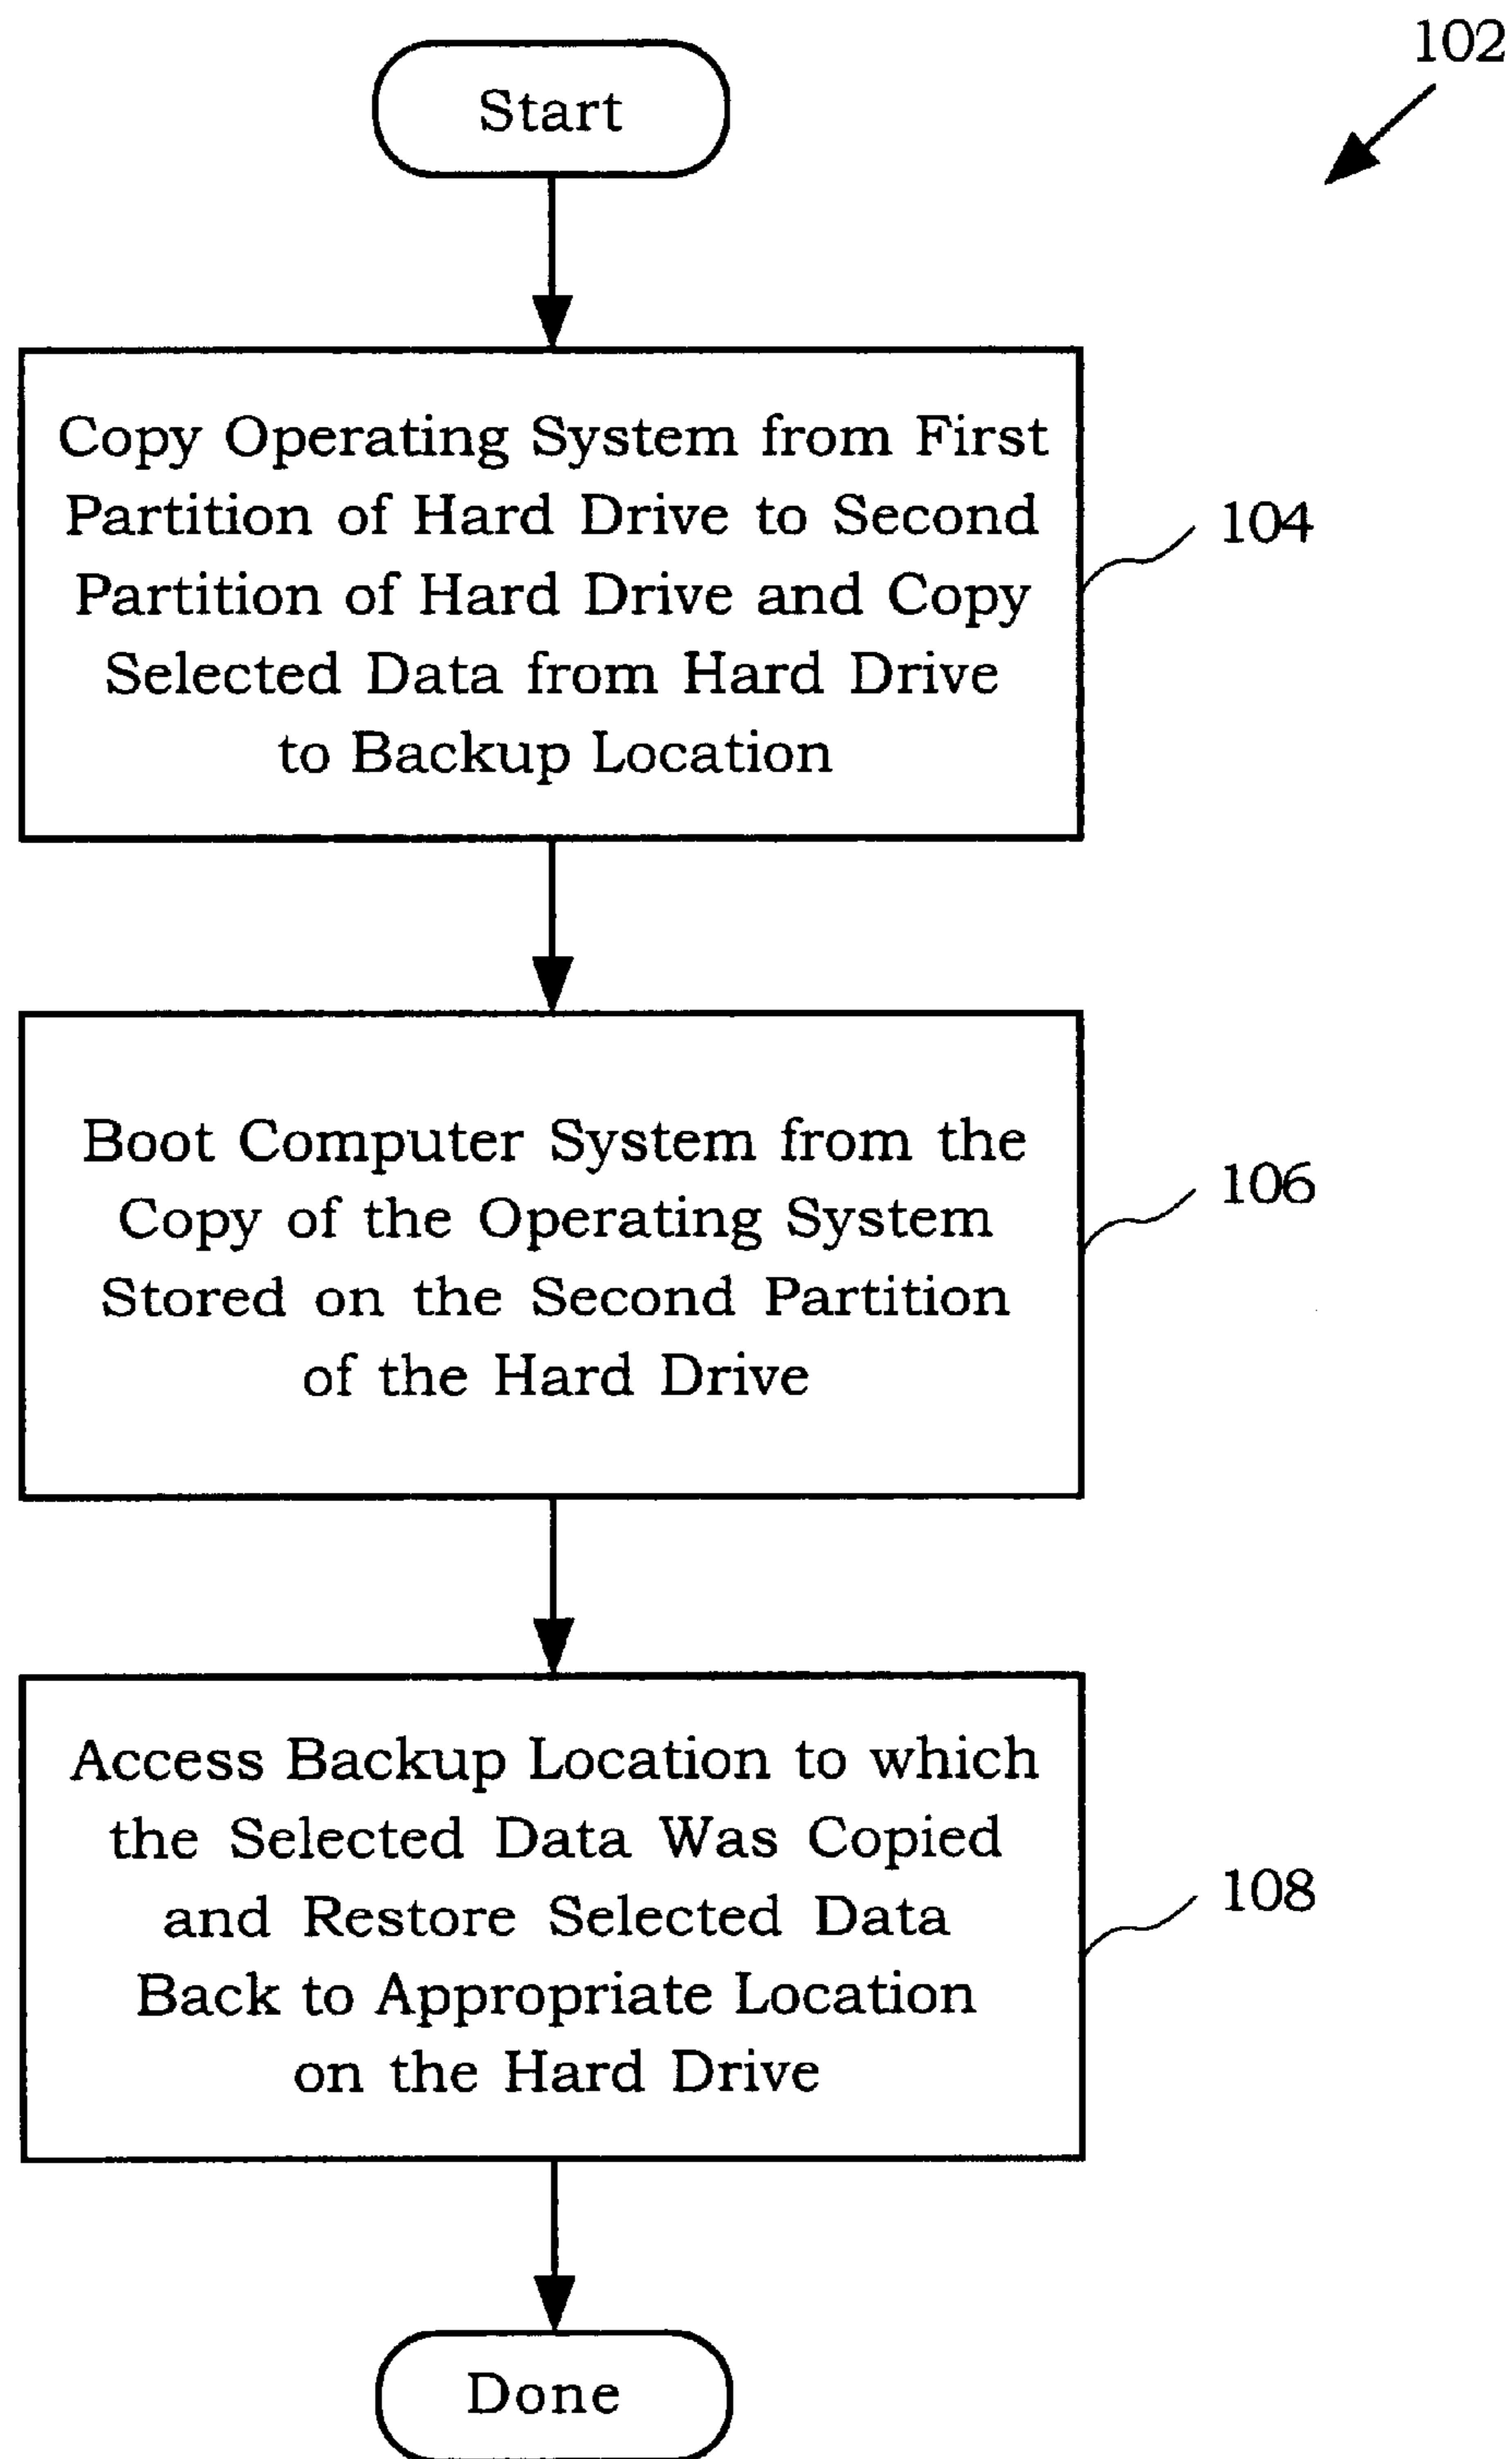 102
Start
Copy Operating System from First
Partition of Hard Drive to Second
Partition of Hard Drive and Copy
Selected Data from Hard Drive
to Backup Location
104
Boot Computer System from the
Copy of the Operating System
Stored on the Second Partition
of the Hard Drive
106
Access Backup Location to which
the Selected Data Was Copied
and Restore Selected Data
Back to Appropriate Location
on the Hard Drive
108
Done